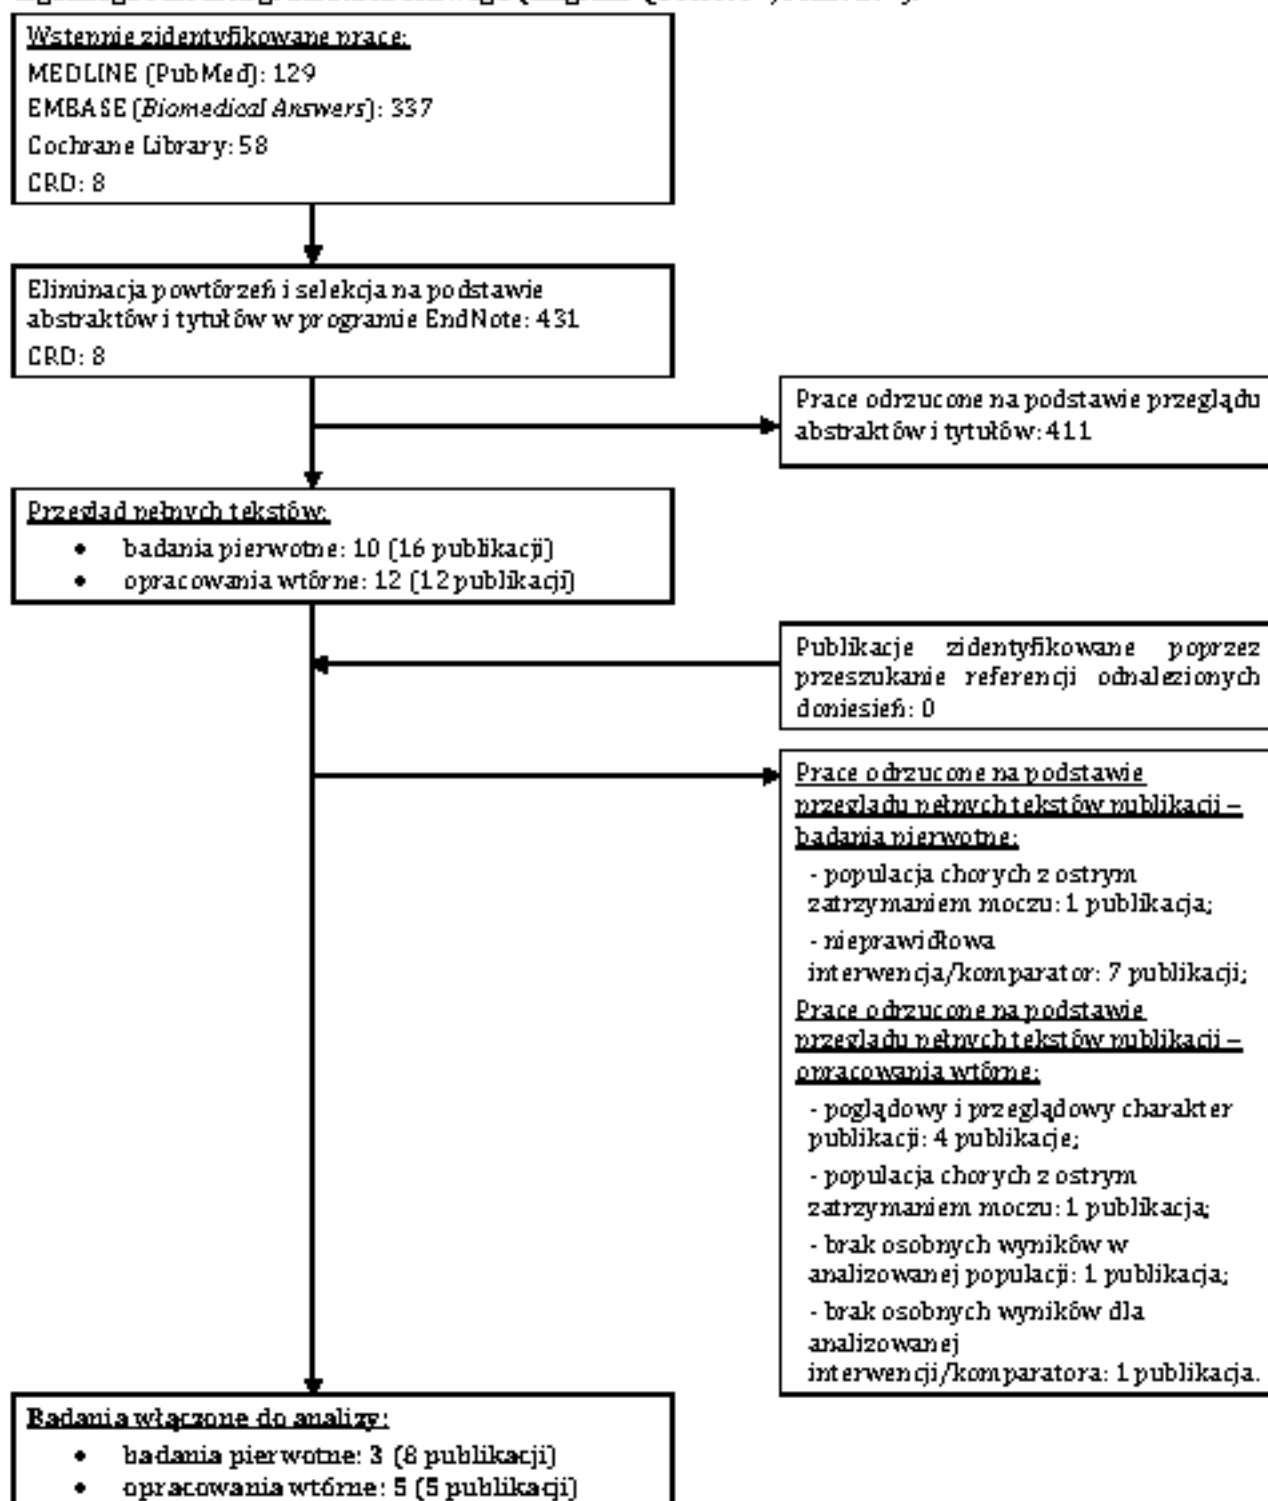 Wstępnie zidentyfikowane prace:
MEDLINE (PubMed): 129
EMBASE (Biomedical Answers): 337
Cochrane Library: 58
CRD: 8
Eliminacja powtórzeń i selekcja na podstawie
abstraktów i tytułów w programie EndNote: 431
CRD: 8
Prace odrzucone na podstawie przeglądu
abstraktów i tytułów: 411
Przegląd pełnych tekstów:
• badania pierwotne: 10 (16 publikacji)
• opracowania wtórne: 12 (12 publikacji)
Publikacje zidentyfikowane poprzez
przeszukanie referencji odnalezionych
doniesień: 0
Prace odrzucone na podstawie
przeglądu pełnych tekstów publikacji –
badania pierwotne:
- populacja chorych z ostrym
zatrzymaniem moczu: 1 publikacja;
- nieprawidłowa
interwencja/komparator: 7 publikacji;
Prace odrzucone na podstawie
przeglądu pełnych tekstów publikacji –
opracowania wtórne:
- poglądowy i przeglądowy charakter
publikacji: 4 publikacje;
- populacja chorych z ostrym
zatrzymaniem moczu: 1 publikacja;
- brak osobnych wyników w
analizowanej populacji: 1 publikacja;
- brak osobnych wyników dla
analizowanej
interwencji/komparatora: 1 publikacja.
Badania włączone do analizy:
• badania pierwotne: 3 (8 publikacji)
• opracowania wtórne: 5 (5 publikacji)